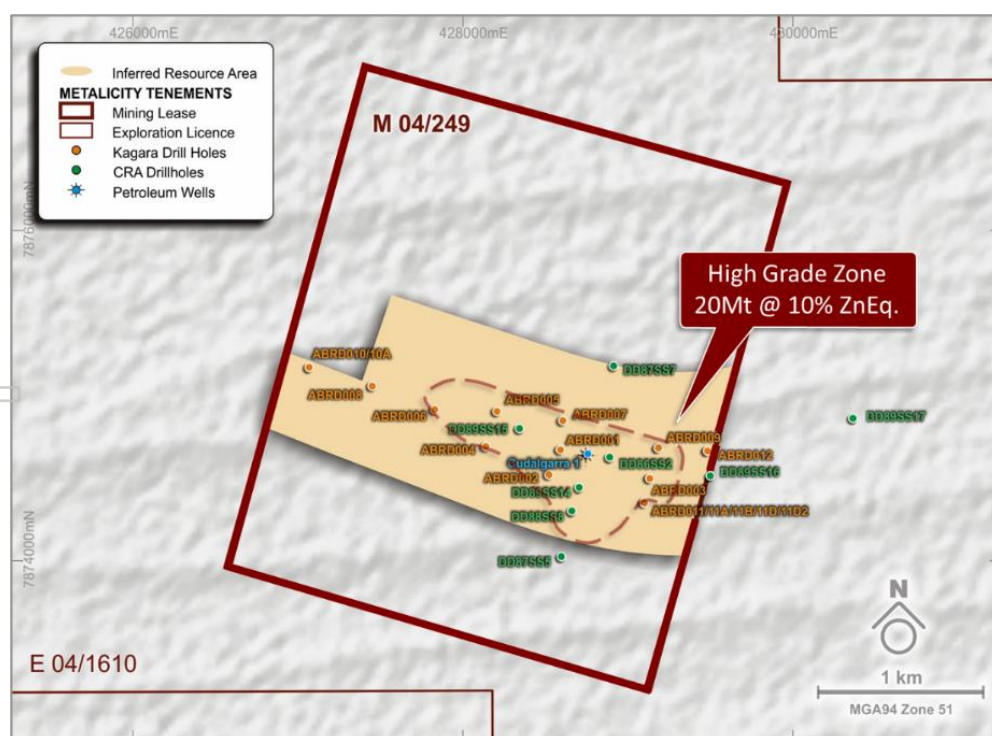 426000mE
428000mE
430000mE
Inferred Resource Area
METALICITY TENEMENTS
Mining Lease
Exploration Licence
Kagara Drill Holes
CRA Drillholes
Petroleum Wells
M 04/249
7876000mN
High Grade Zone
20Mt @ 10% ZnEq.
ABRD010/10A
DD87SS7
ABRD008
ABRD005
ABRD006
ABRD007
DD89SS17
DD89SS15
ABRD004
ABRD001
ABRD009
ABRD012
Cudalgarra 1
DD86SS2
DD89SS16
ABRD002
ABRD003
DD89SS14
DD88SS8
ABRD011/11A/11B/11D/11D2
7874000mN
DD87SS5
N
E 04/1610
1 km
MGA94 Zone 51